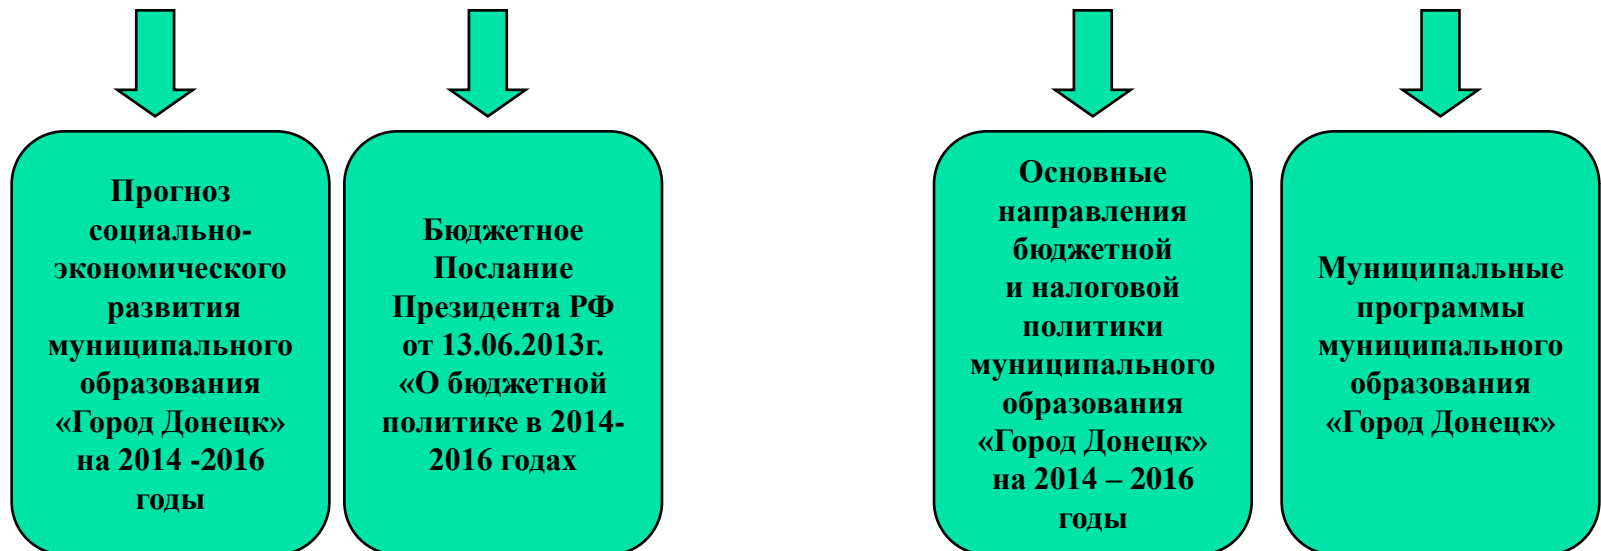 Прогноз
социально-
экономического
развития
муниципального
образования
«Город Донецк»
на 2014 -2016
годы
Бюджетное
Послание
Президента РФ
от 13.06.2013г.
«О бюджетной
политике в 2014-
2016 годах
Основные
направления
бюджетной
и налоговой
политики
муниципального
образования
«Город Донецк»
на 2014 – 2016
годы
Муниципальные
программы
муниципального
образования
«Город Донецк»